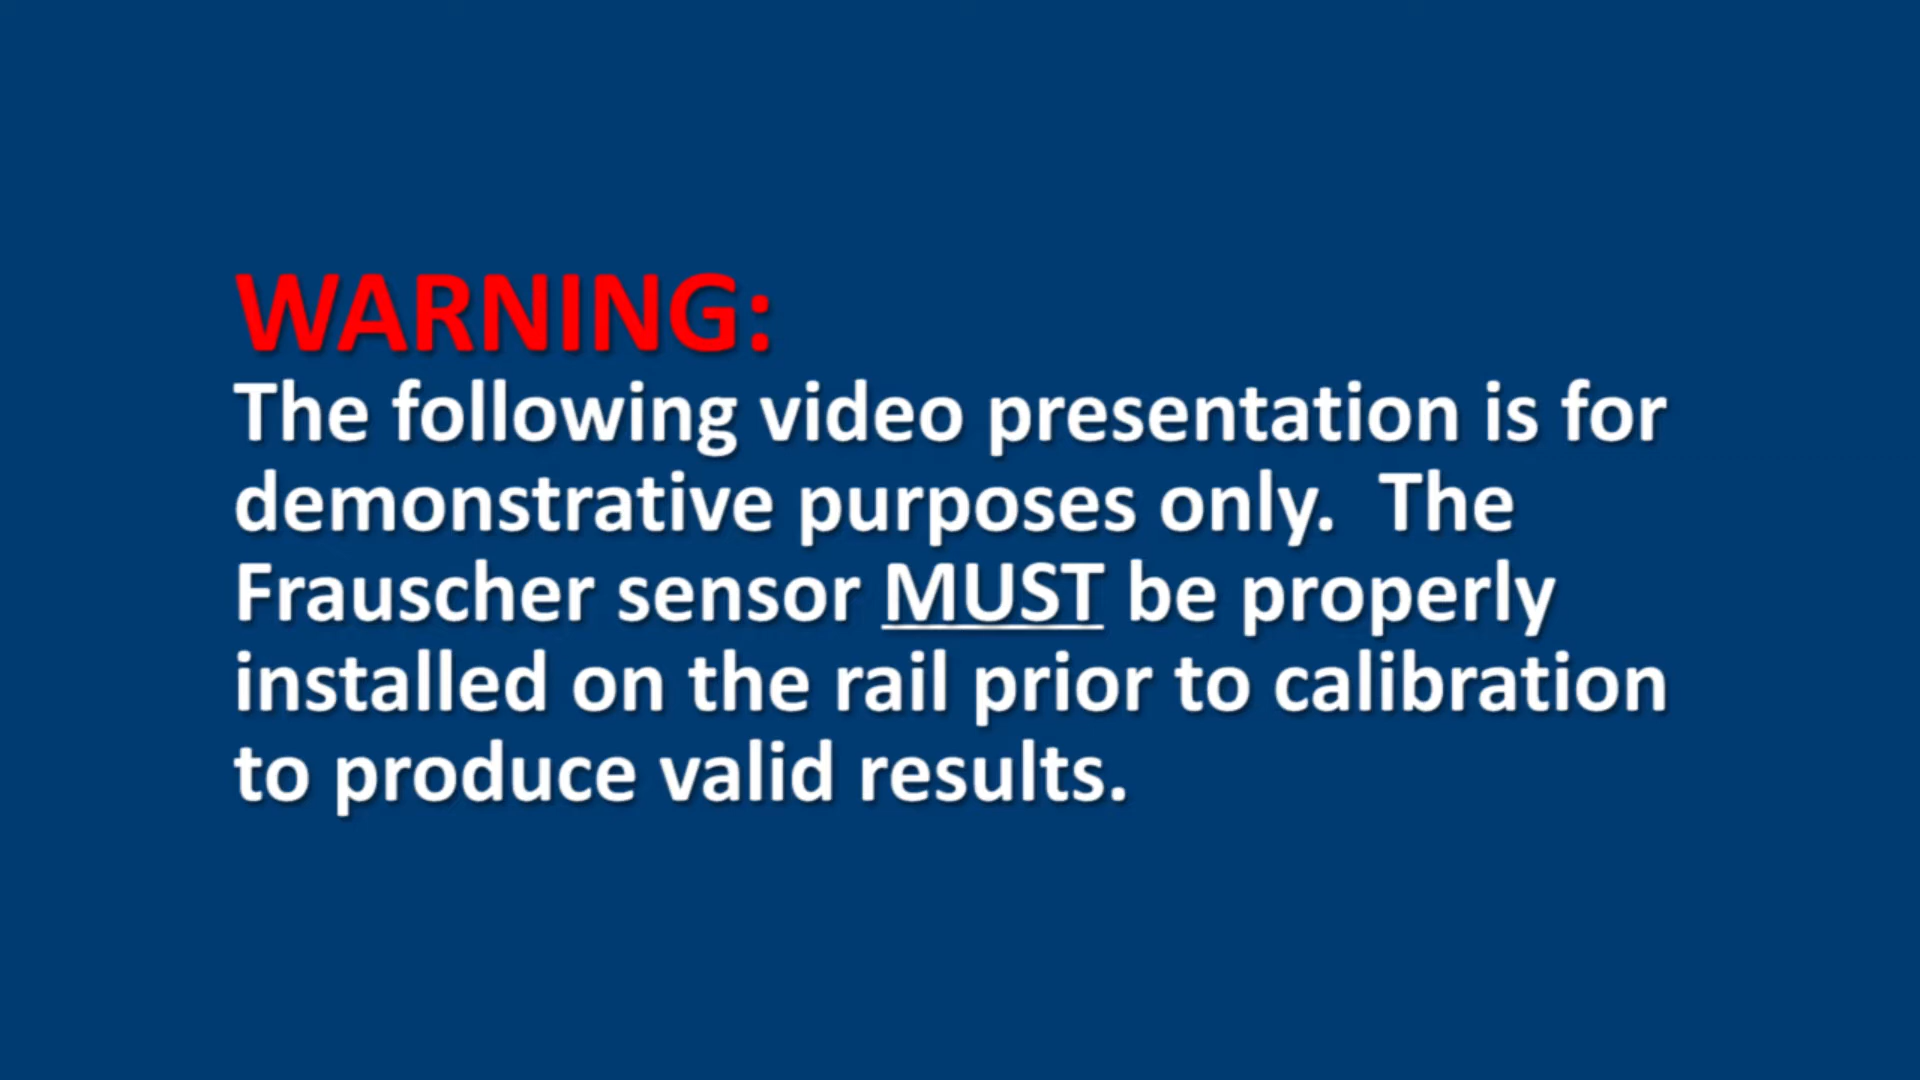 WARNING:
The following video presentation is for
demonstrative purposes only.  The
Frauscher sensor MUST be properly
installed on the rail prior to calibration
to produce valid results.